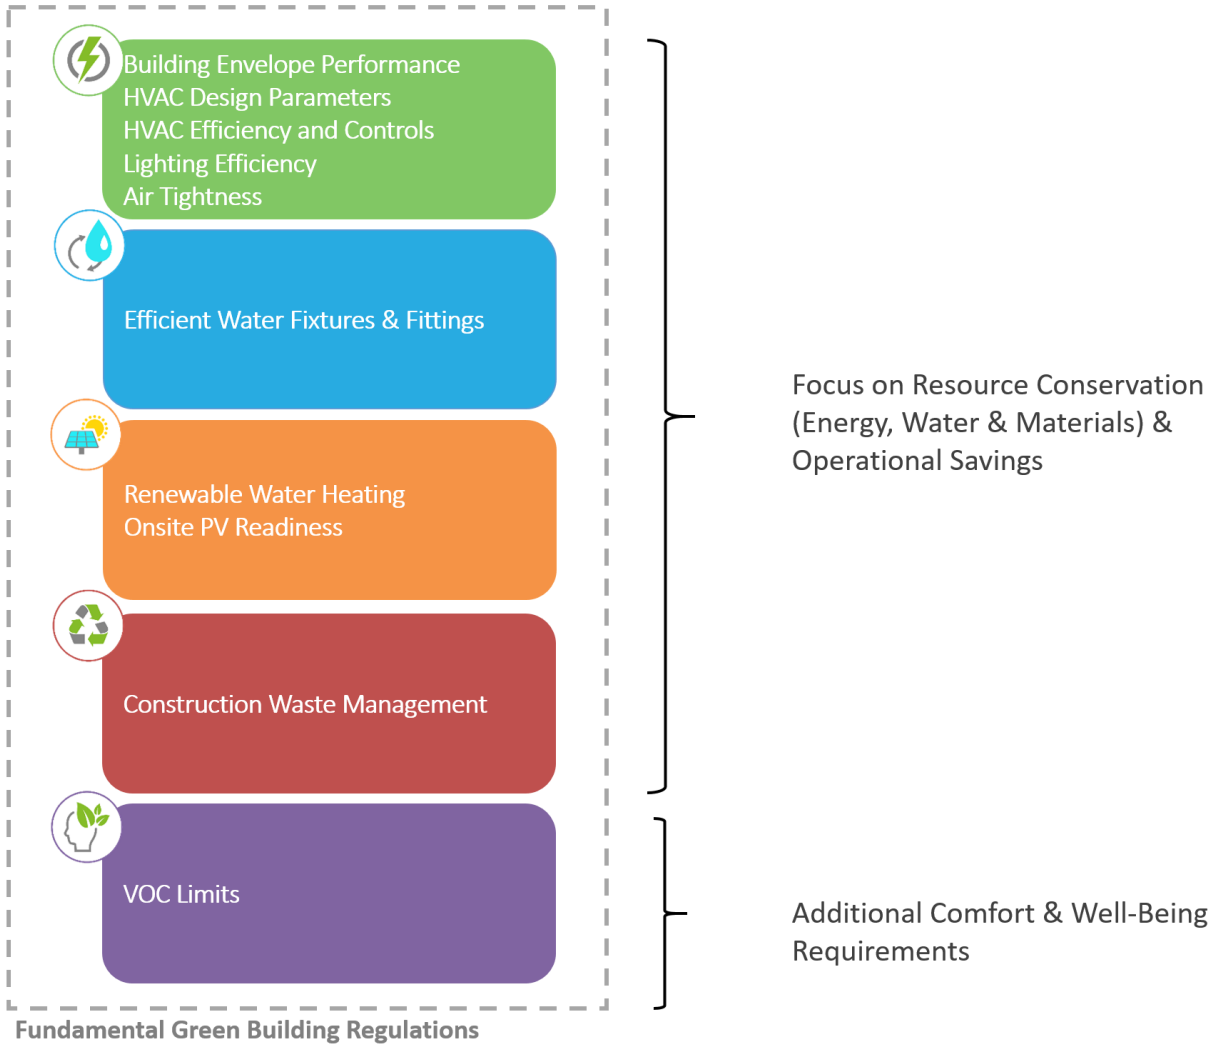 Building Envelope Performance
HVAC Design Parameters
HVAC Efficiency and Controls
Lighting Efficiency
Air Tightness
Efficient Water Fixtures & Fittings
Renewable Water Heating
Onsite PV Readiness
Construction Waste Management
VOC Limits
Focus on Resource Conservation
(Energy, Water & Materials) &
Operational Savings
Additional Comfort & Well-Being
Requirements
Fundamental Green Building Regulations